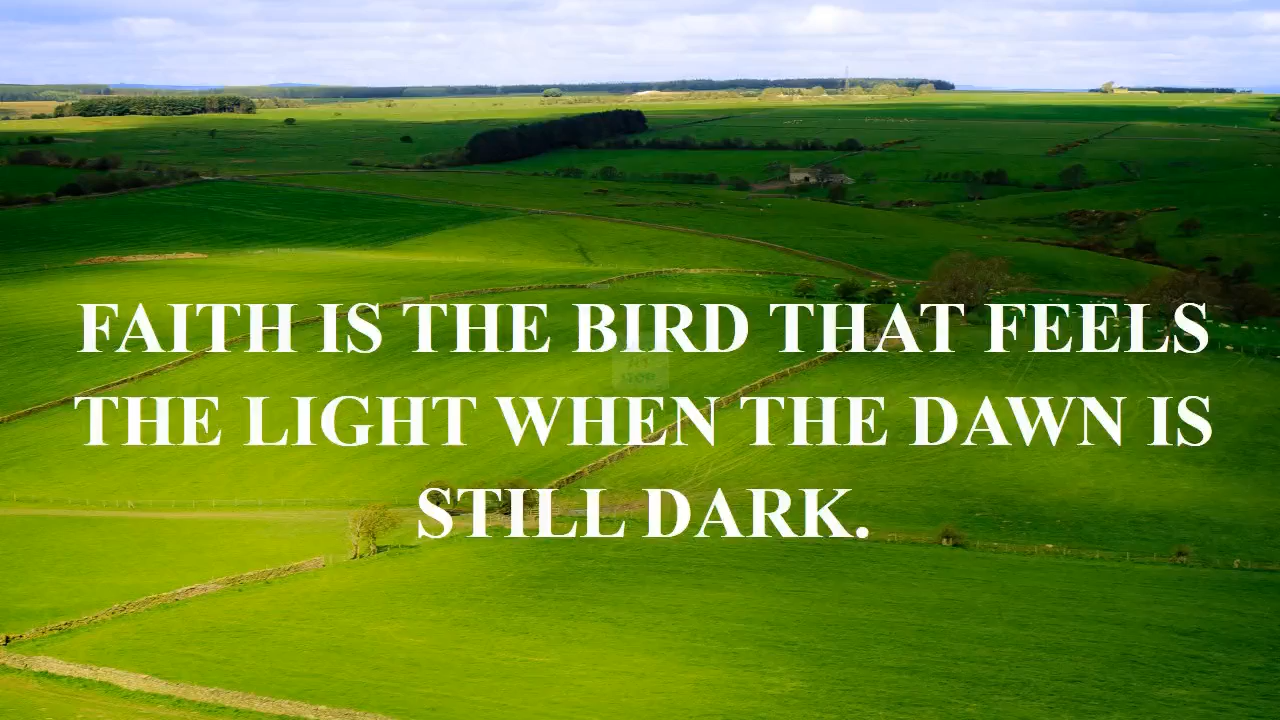 FAITH IS THE BIRD THAT FEELS
THE LIGHT WHEN THE DAWN IS
STILL DARK.